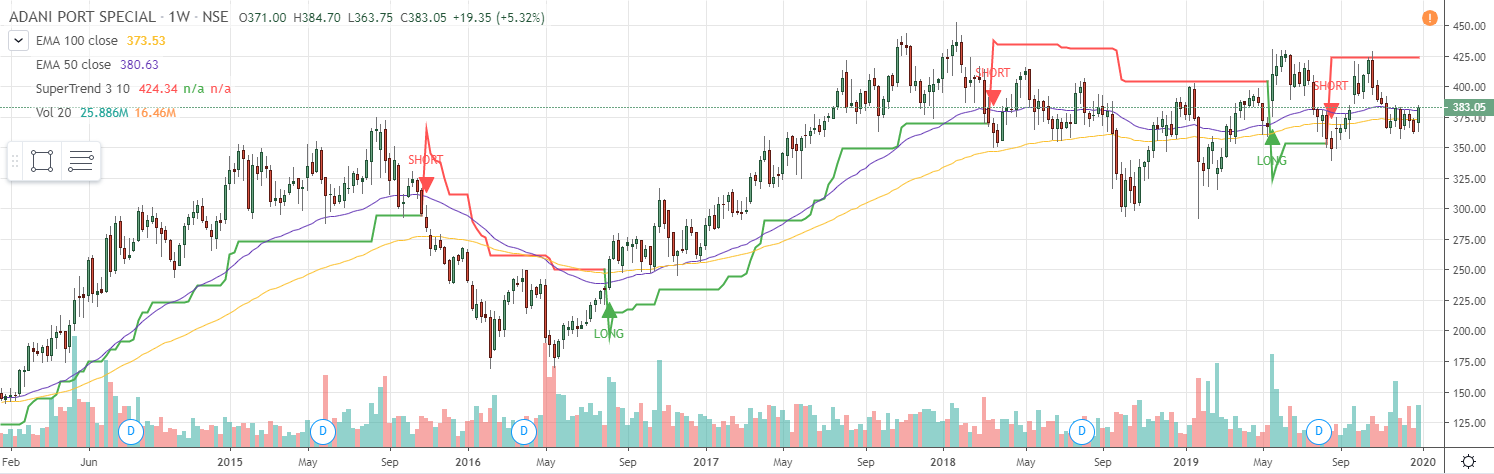 ADANI PORT SPECIAL · 1W · NSE O371.00 H384.70 L363.75 C383.05 +19.35 (+5.32%)
EMA 100 close 373.53
EMA 50 close 380.63
SuperTrend 3 10 424.34 n/a n/a
Vol 20 25.886M 16.46M
SHORT
LONG
SHORT
LONG
SHORT
!
450.00
425.00
400.00
383.05
375.00
350.00
325.00
300.00
275.00
250.00
225.00
200.00
175.00
150.00
125.00
D D D D D
Feb Jun 2015 May Sep 2016 May Sep 2017 May Sep 2018 May Sep 2019 May Sep 2020